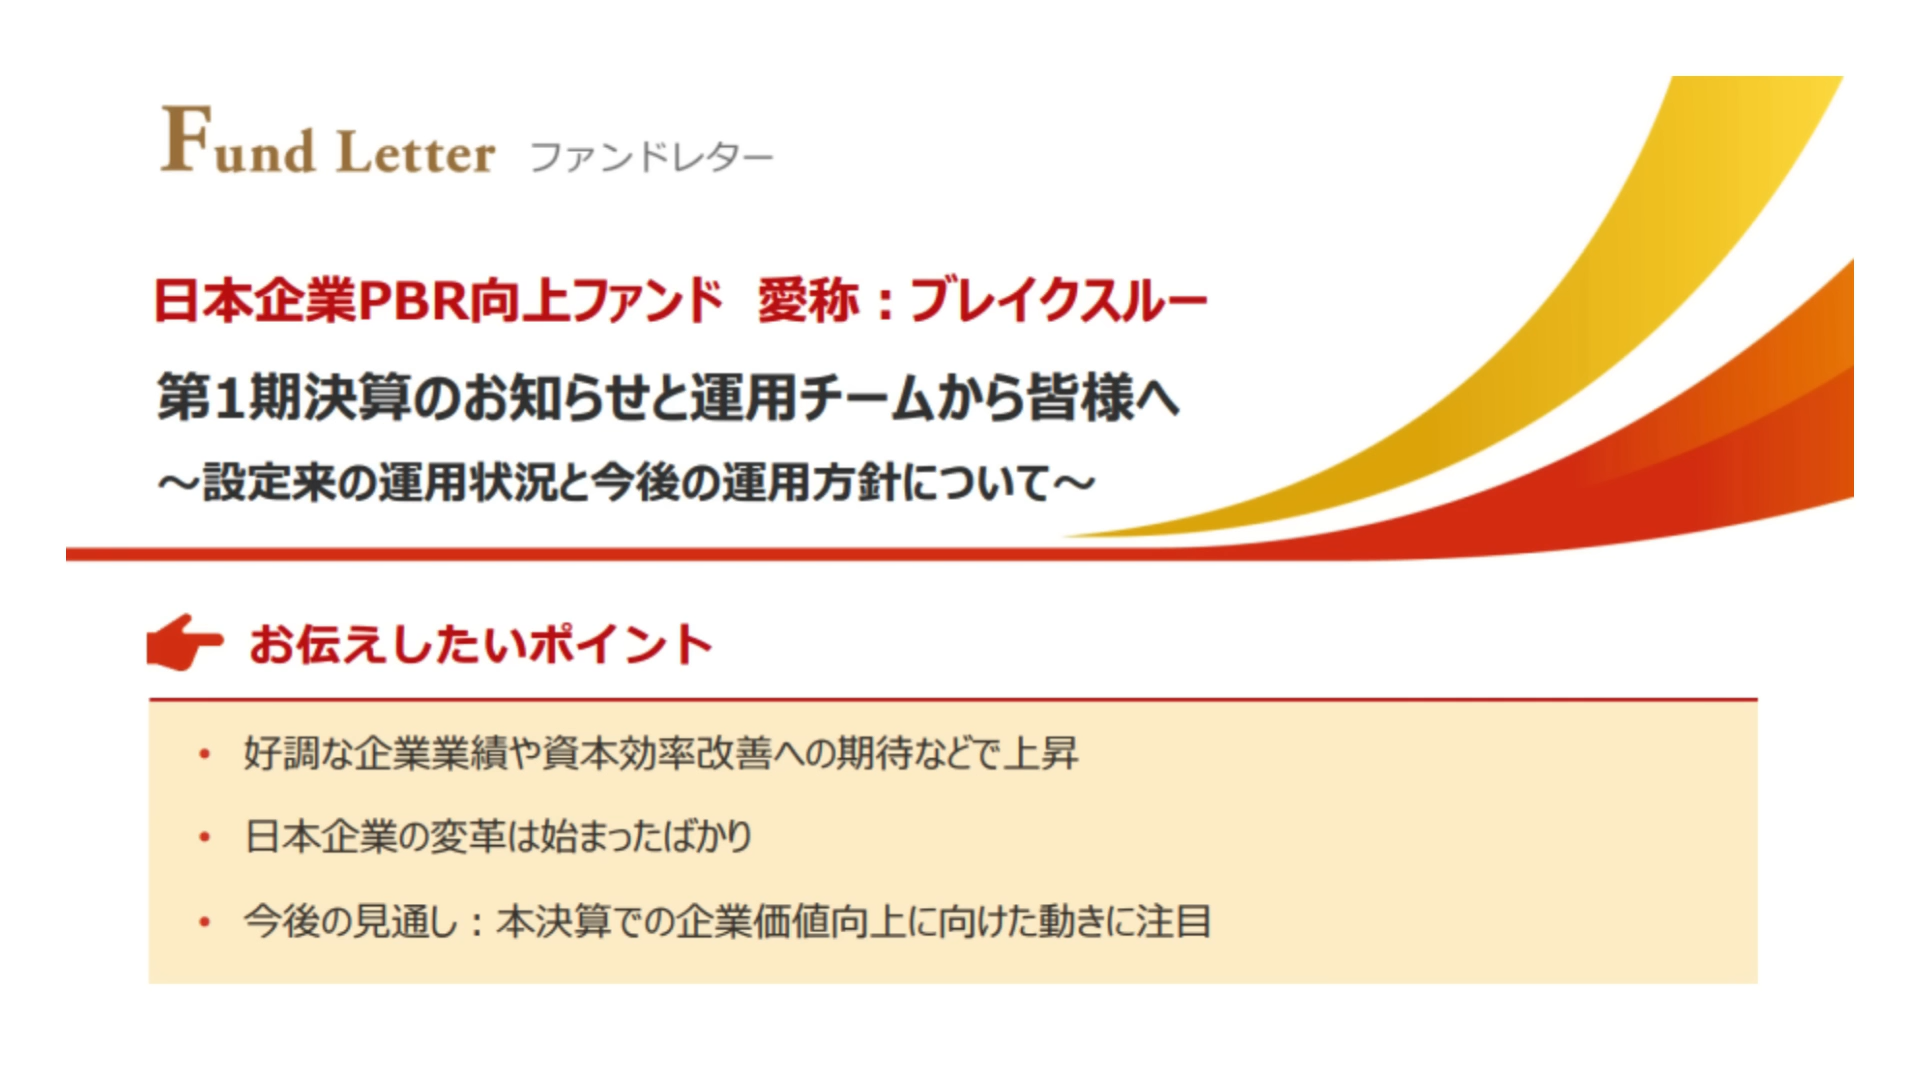 Fund Letter ファンドレター
日本企業PBR向上ファンド 愛称：ブレイクスルー
第1期決算のお知らせと運用チームから皆様へ
～設定来の運用状況と今後の運用方針について～
お伝えしたいポイント
• 好調な企業業績や資本効率改善への期待などで上昇
• 日本企業の変革は始まったばかり
• 今後の見通し：本決算での企業価値向上に向けた動きに注目